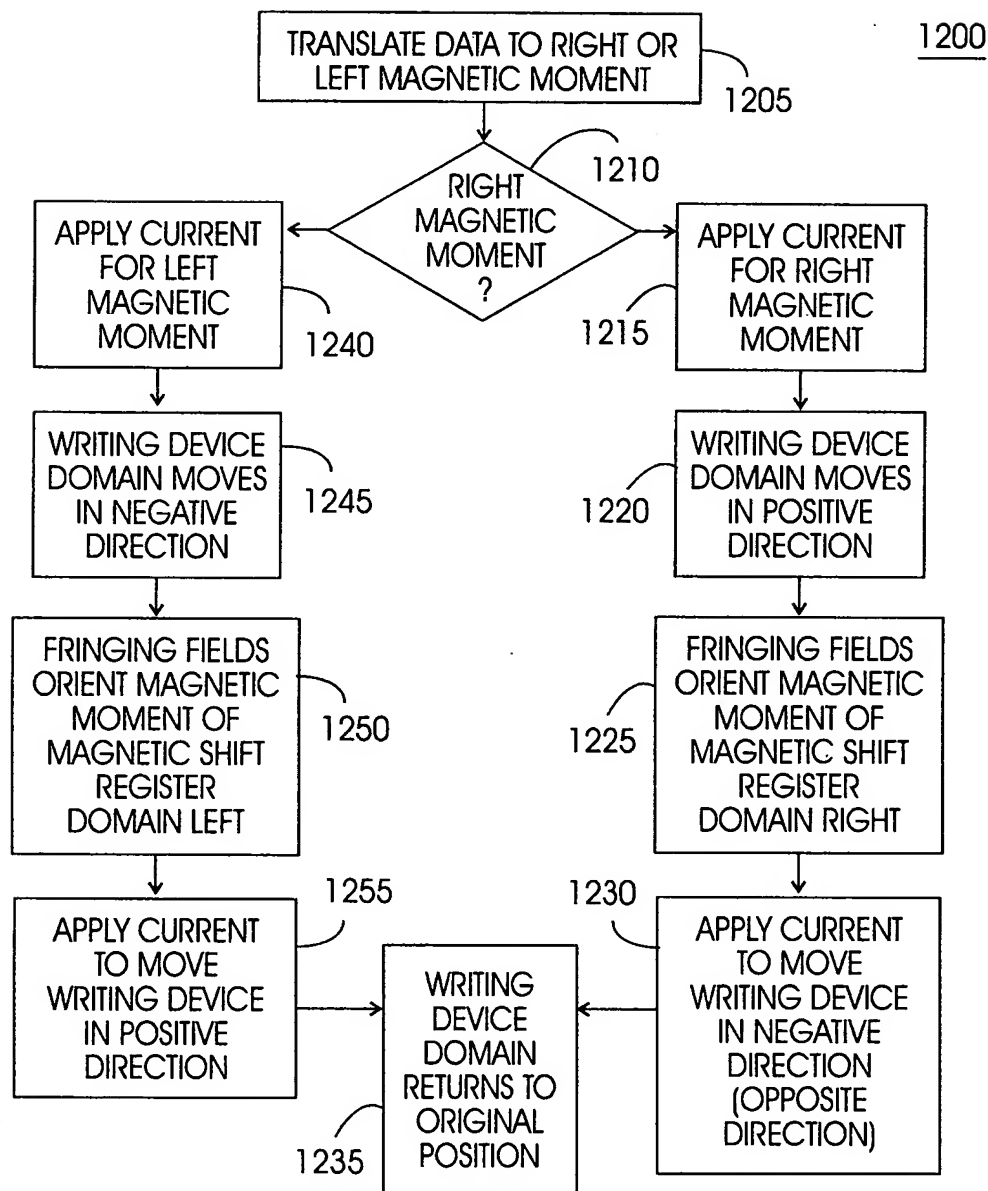 1200
TRANSLATE DATA TO RIGHT OR
LEFT MAGNETIC MOMENT
1205
1210
RIGHT
MAGNETIC
MOMENT
?
APPLY CURRENT
FOR LEFT
MAGNETIC
MOMENT
1240
APPLY CURRENT
FOR RIGHT
MAGNETIC
MOMENT
1215
WRITING DEVICE
DOMAIN MOVES
IN NEGATIVE
DIRECTION
1245
WRITING DEVICE
DOMAIN MOVES
IN POSITIVE
DIRECTION
1220
FRINGING FIELDS
ORIENT MAGNETIC
MOMENT OF
MAGNETIC SHIFT
REGISTER
DOMAIN LEFT
1250
FRINGING FIELDS
ORIENT MAGNETIC
MOMENT OF
MAGNETIC SHIFT
REGISTER
DOMAIN RIGHT
1225
APPLY CURRENT
TO MOVE
WRITING DEVICE
IN POSITIVE
DIRECTION
1255
APPLY CURRENT
TO MOVE
WRITING DEVICE
IN NEGATIVE
DIRECTION
(OPPOSITE
DIRECTION)
1230
WRITING
DEVICE
DOMAIN
RETURNS TO
ORIGINAL
POSITION
1235